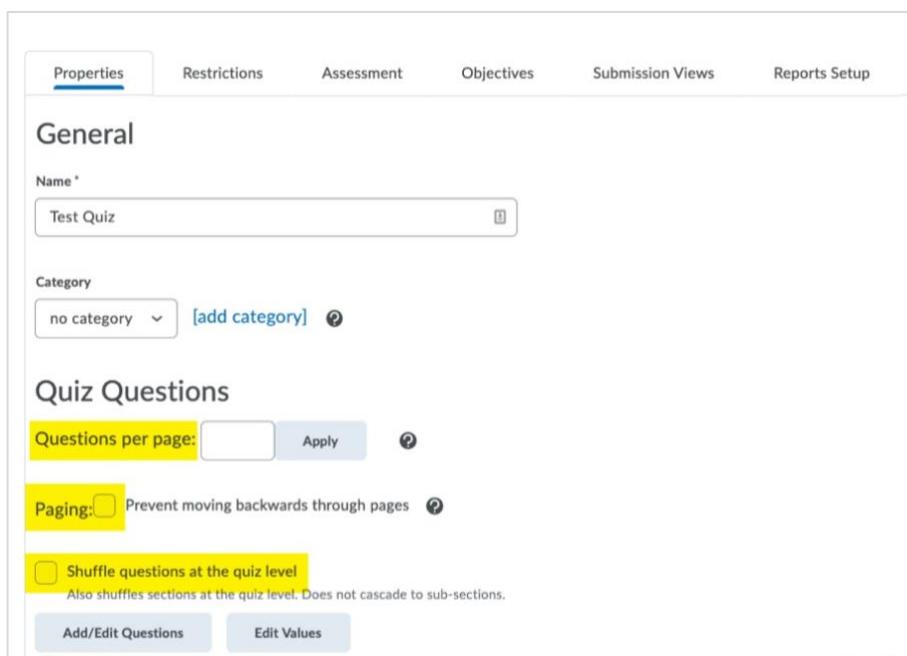 Properties Restrictions Assessment Objectives Submission Views Reports Setup
General
Name *
Test Quiz
Category
no category [add category] ?
Quiz Questions
Questions per page: Apply ?
Paging: Prevent moving backwards through pages ?
Shuffle questions at the quiz level
Also shuffles sections at the quiz level. Does not cascade to sub-sections.
Add/Edit Questions Edit Values